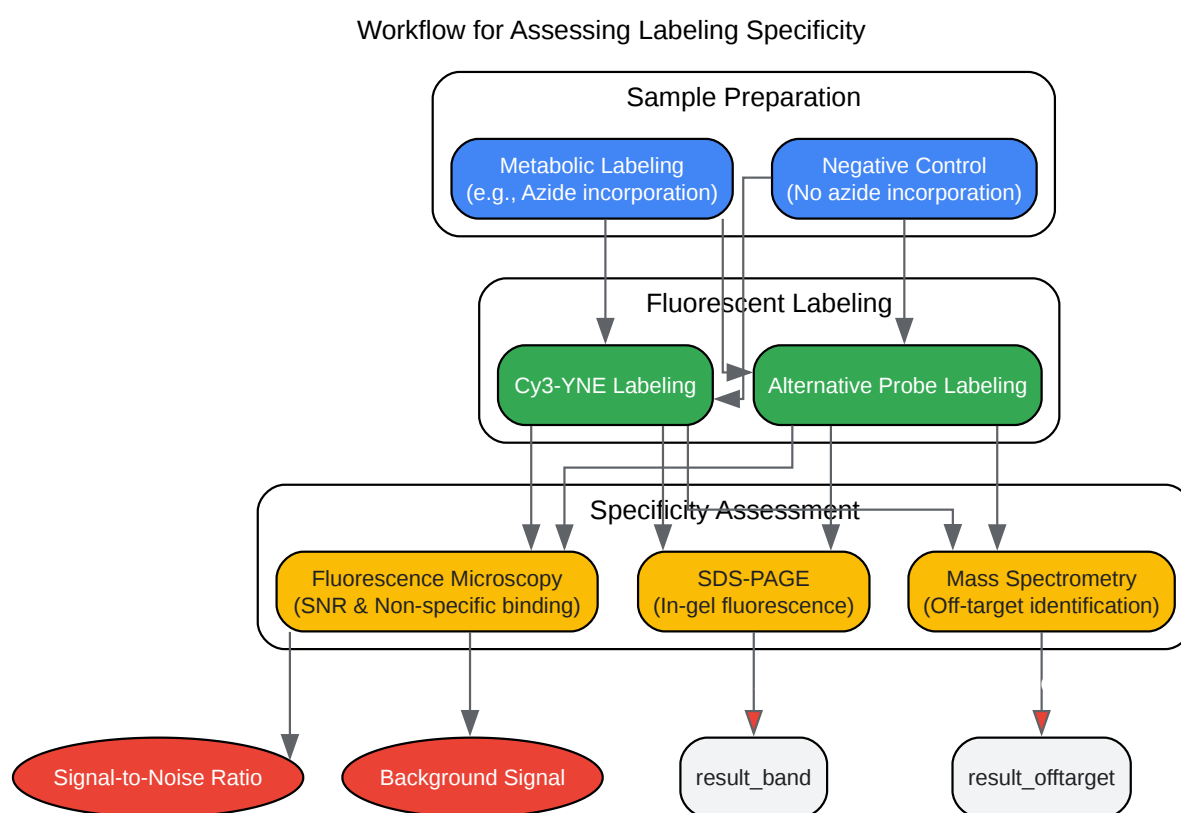 Workflow for Assessing Labeling Specificity
Sample Preparation
Metabolic Labeling
(e.g., Azide incorporation)
Negative Control
(No azide incorporation)
Fluorescent Labeling
Cy3-YNE Labeling
Alternative Probe Labeling
Specificity Assessment
Fluorescence Microscopy
(SNR & Non-specific binding)
SDS-PAGE
(In-gel fluorescence)
Mass Spectrometry
(Off-target identification)
Signal-to-Noise Ratio
Background Signal
result_band
result_offtarget